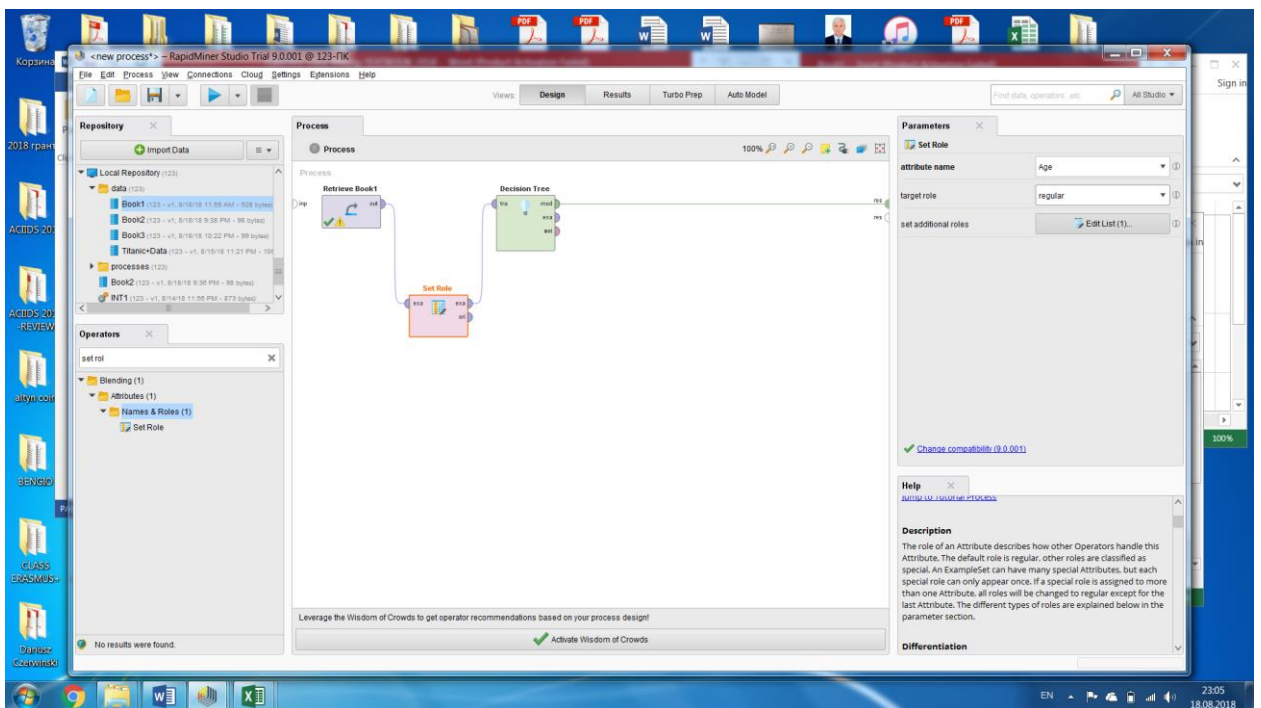 Корзина
2018 грант
ACIIDS 201
ACIIDS 201
-REVIEW
altyn coin
BENGIO
CLASS
ERASMUS+
Dariusz
Czerwinski
<new process*> – RapidMiner Studio Trial 9.0.001 @ 123-ПК
File Edit Process View Connections Cloud Settings Extensions Help
Views: Design Results Turbo Prep Auto Model
Find data, operators...etc All Studio
Repository
Import Data
Local Repository (123)
data (123)
Book1 (123 - v1, 8/18/18 11:55 AM - 628 bytes)
Book2 (123 - v1, 8/18/18 9:38 PM - 98 bytes)
Book3 (123 - v1, 8/16/18 10:22 PM - 98 bytes)
Titanic+Data (123 - v1, 8/15/18 11:21 PM - 106
processes (123)
Book2 (123 - v1, 8/18/18 9:36 PM - 98 bytes)
INT1 (123 - v1, 8/14/18 11:56 PM - 873 bytes)
Operators
set rol
Blending (1)
Attributes (1)
Names & Roles (1)
Set Role
No results were found.
Process
Process
100%
Process
Retrieve Book1
inp
out
Decision Tree
tra mod
exa
wei
res
res
Set Role
exa exa
ori
Leverage the Wisdom of Crowds to get operator recommendations based on your process design!
Activate Wisdom of Crowds
Parameters
Set Role
attribute name Age
target role regular
set additional roles Edit List (1)...
Change compatibility (9.0.001)
Help
Jump to Tutorial Process
Description
The role of an Attribute describes how other Operators handle this
Attribute. The default role is regular, other roles are classified as
special. An ExampleSet can have many special Attributes, but each
special role can only appear once. If a special role is assigned to more
than one Attribute, all roles will be changed to regular except for the
last Attribute. The different types of roles are explained below in the
parameter section.
Differentiation
Sign in
100%
EN
23:05
18.08.2018